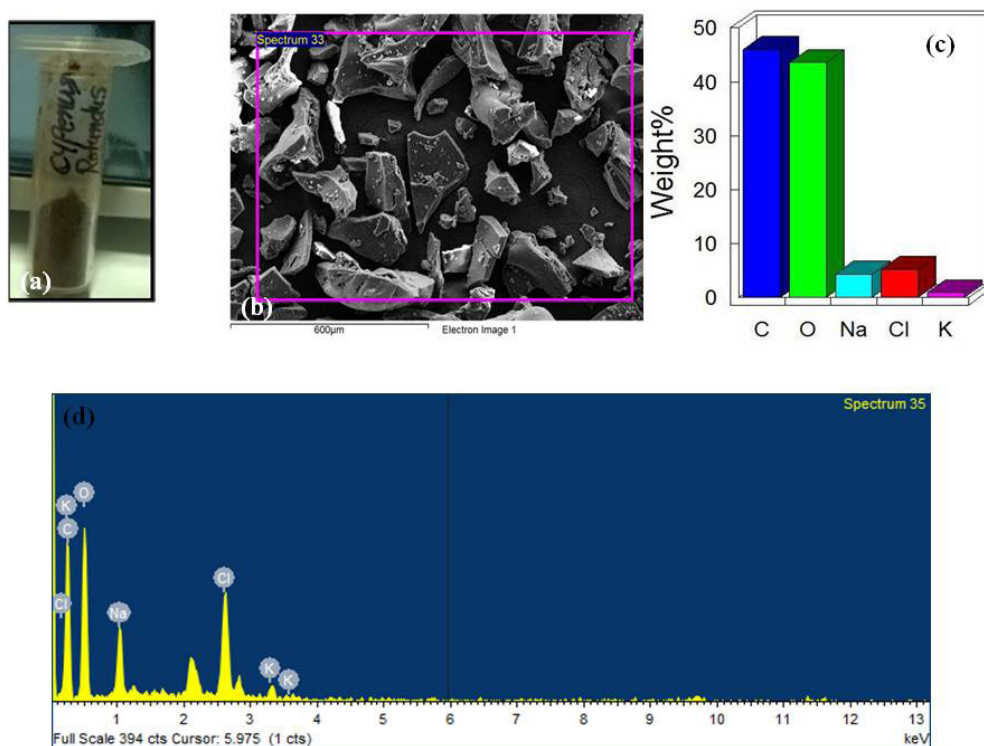 Cyperus
Rotundus
(a)
Spectrum 33
(b)
600µm
Electron Image 1
(c)
Weight%
50
40
30
20
10
0
C O Na Cl K
(d)
Spectrum 35
K
O
C
Cl
Na
Cl
K
K
1 2 3 4 5 6 7 8 9 10 11 12 13
Full Scale 394 cts Cursor: 5.975 (1 cts)
keV